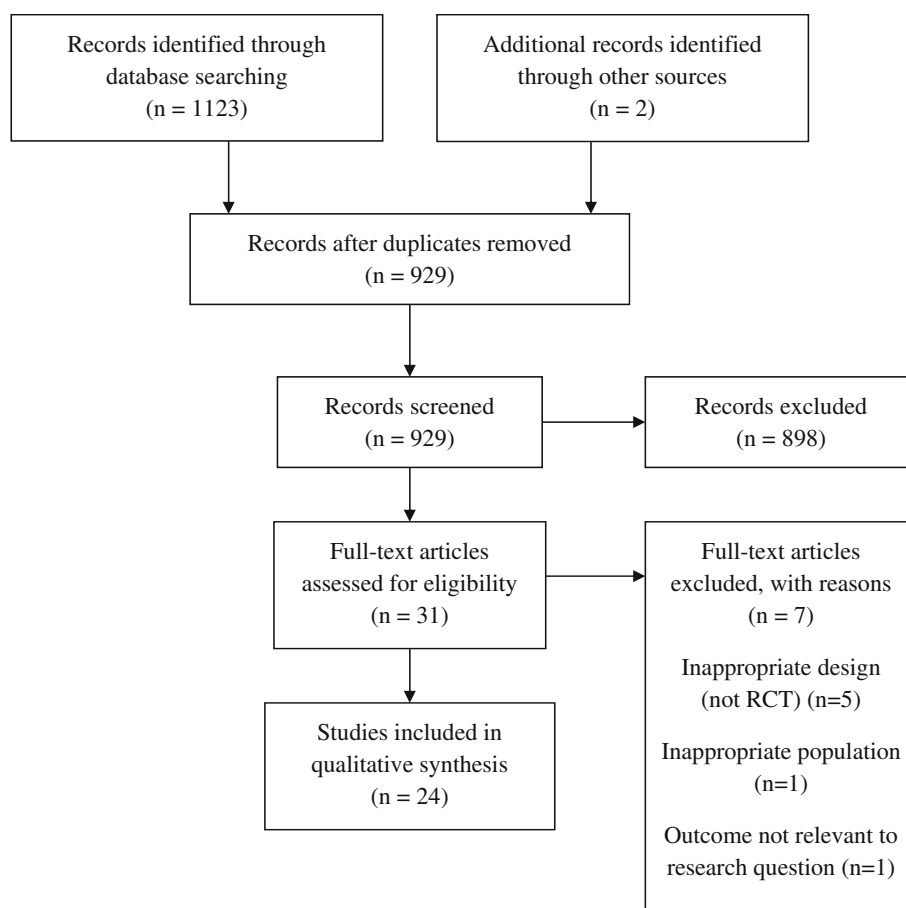 Records identified through
database searching
(n = 1123)
Additional records identified
through other sources
(n = 2)
Records after duplicates removed
(n = 929)
Records screened
(n = 929)
Records excluded
(n = 898)
Full-text articles
assessed for eligibility
(n = 31)
Full-text articles
excluded, with reasons
(n = 7)
Inappropriate design
(not RCT) (n=5)
Inappropriate population
(n=1)
Outcome not relevant to
research question (n=1)
Studies included in
qualitative synthesis
(n = 24)